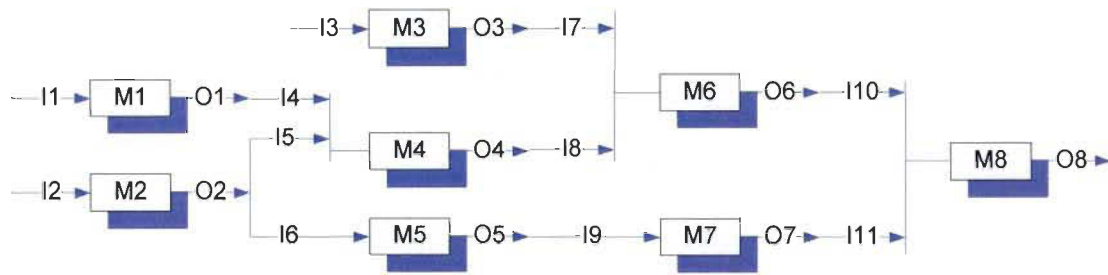 I3 M3 O3 I7
I1 M1 O1 I4 M6 O6 I10
I5
M4 O4 I8 M8 O8
I2 M2 O2
I6 M5 O5 I9 M7 O7 I11